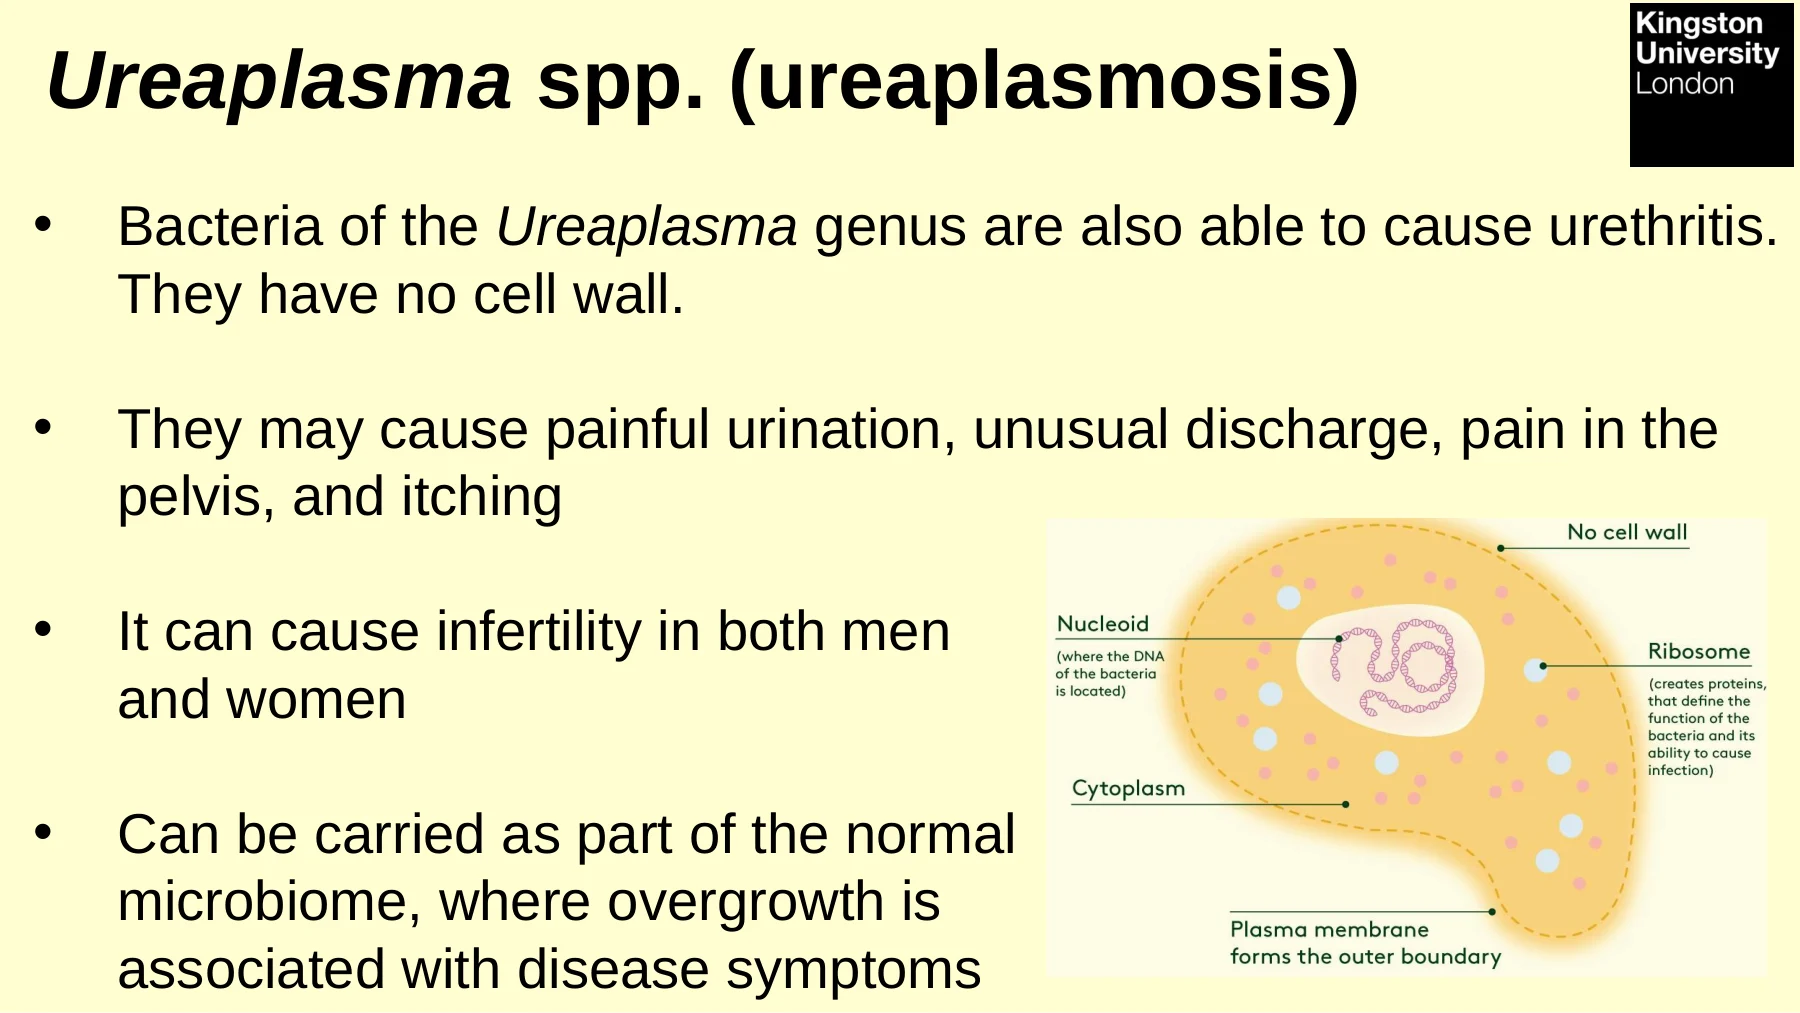 Ureaplasma spp. (ureaplasmosis)
Kingston
University
London
• Bacteria of the Ureaplasma genus are also able to cause urethritis.
They have no cell wall.
• They may cause painful urination, unusual discharge, pain in the
pelvis, and itching
• It can cause infertility in both men
and women
• Can be carried as part of the normal
microbiome, where overgrowth is
associated with disease symptoms
No cell wall
Nucleoid
(where the DNA
of the bacteria
is located)
Ribosome
(creates proteins,
that define the
function of the
bacteria and its
ability to cause
infection)
Cytoplasm
Plasma membrane
forms the outer boundary